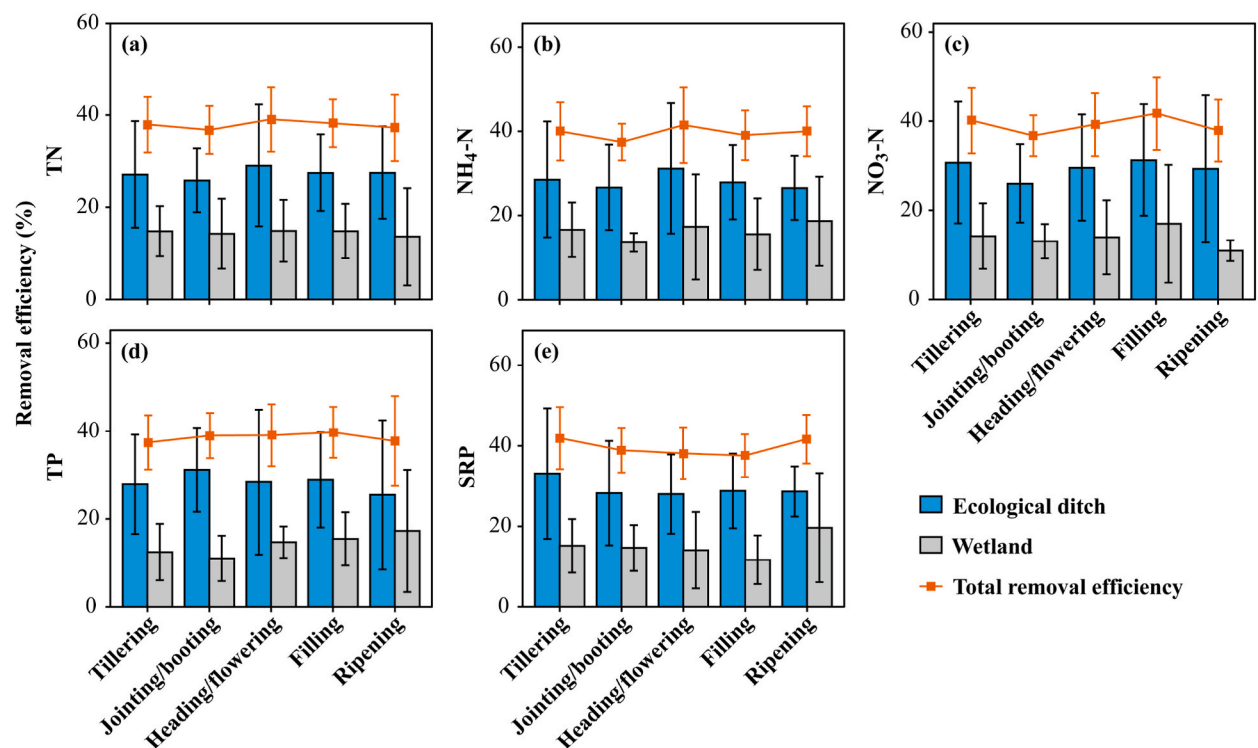 Removal efficiency (%)
(a)
TN
60
40
20
0
(b)
NH₄-N
60
40
20
0
(c)
NO₃-N
60
40
20
0
Tillering
Jointing/booting
Heading/flowering
Filling
Ripening
(d)
TP
60
40
20
0
Tillering
Jointing/booting
Heading/flowering
Filling
Ripening
(e)
SRP
60
40
20
0
Tillering
Jointing/booting
Heading/flowering
Filling
Ripening
Ecological ditch
Wetland
Total removal efficiency